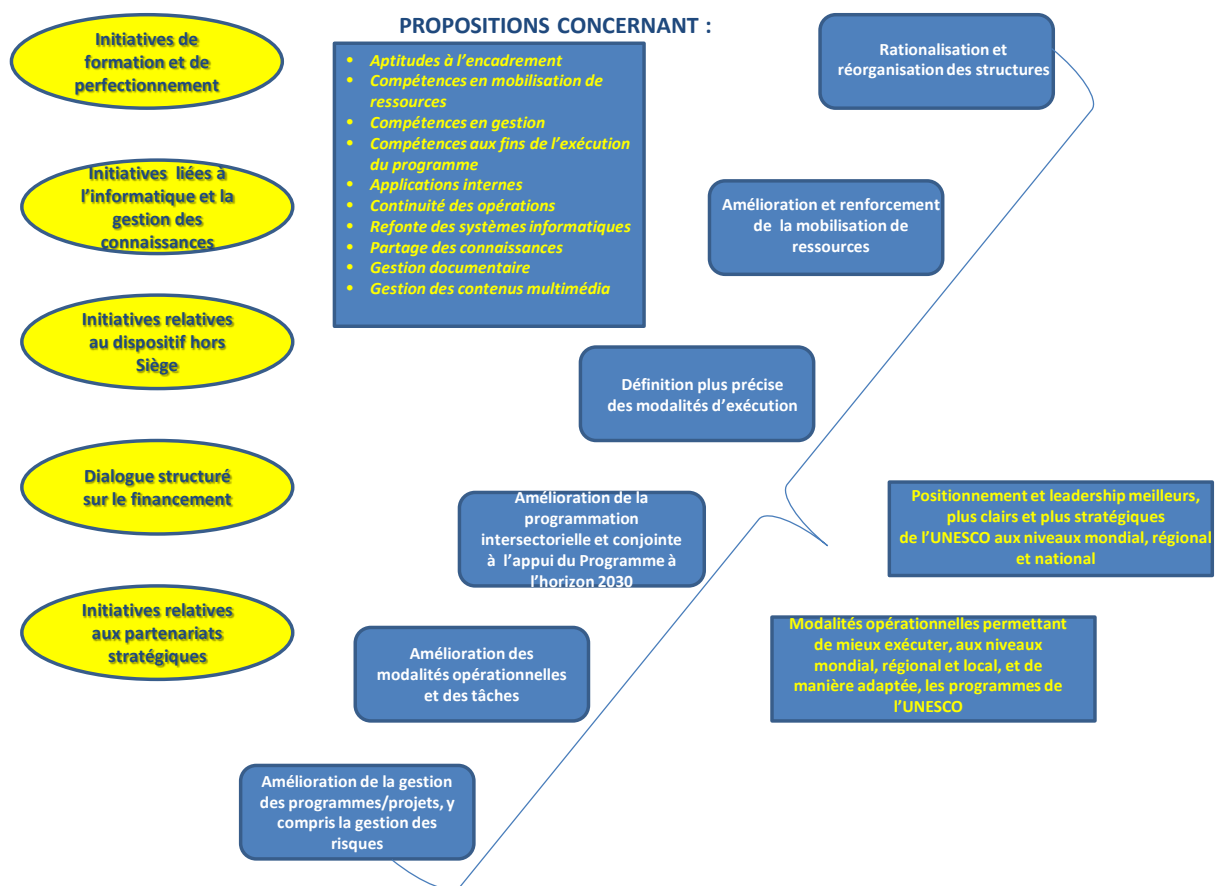 PROPOSITIONS CONCERNANT :
Initiatives de
formation et de
perfectionnement
Initiatives liées à
l'informatique et la
gestion des
connaissances
Initiatives relatives
au dispositif hors
Siège
Dialogue structuré
sur le financement
Initiatives relatives
aux partenariats
stratégiques
• Aptitudes à l'encadrement
• Compétences en mobilisation de
ressources
• Compétences en gestion
• Compétences aux fins de l'exécution
du programme
• Applications internes
• Continuité des opérations
• Refonte des systèmes informatiques
• Partage des connaissances
• Gestion documentaire
• Gestion des contenus multimédia
Rationalisation et
réorganisation des structures
Amélioration et renforcement
de la mobilisation de
ressources
Définition plus précise
des modalités d'exécution
Amélioration de la
programmation
intersectorielle et conjointe
à l'appui du Programme à
l'horizon 2030
Amélioration des
modalités opérationnelles
et des tâches
Amélioration de la gestion
des programmes/projets, y
compris la gestion des
risques
Positionnement et leadership meilleurs,
plus clairs et plus stratégiques
de l'UNESCO aux niveaux mondial, régional
et national
Modalités opérationnelles permettant
de mieux exécuter, aux niveaux
mondial, régional et local, et de
manière adaptée, les programmes de
l'UNESCO